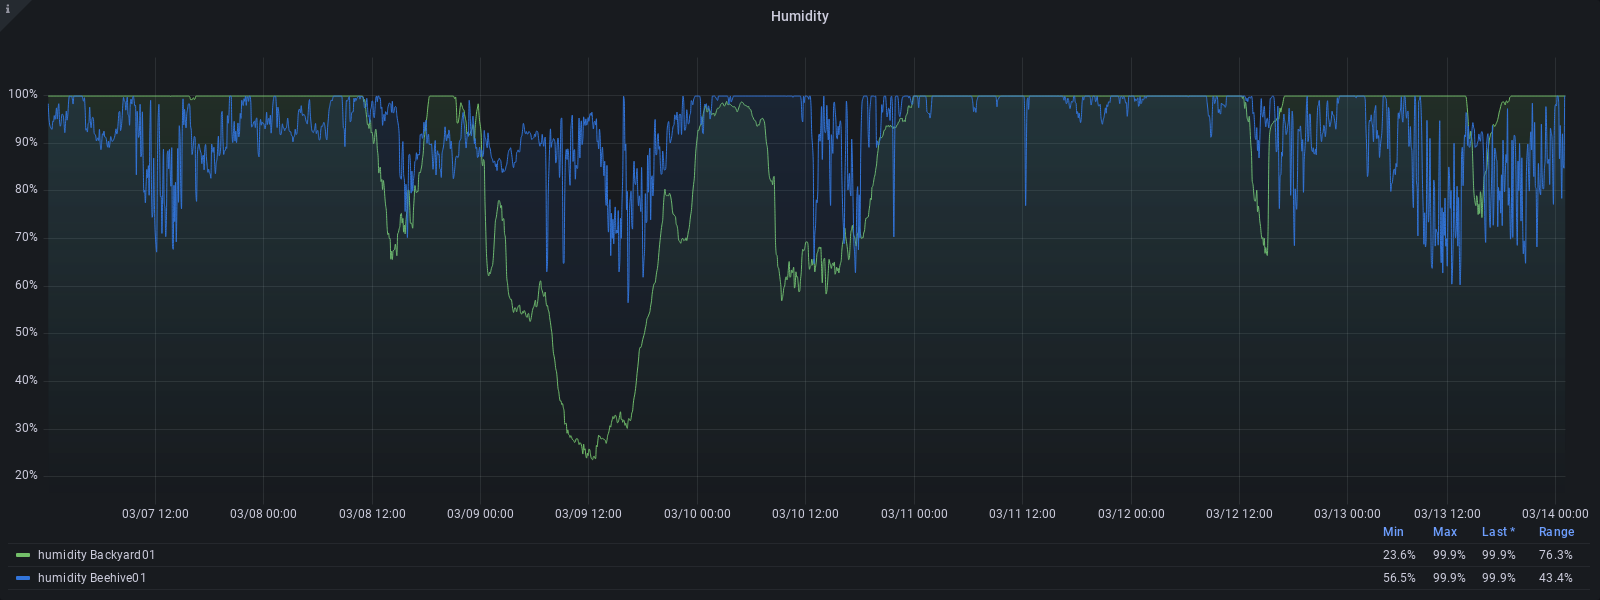 i
Humidity
100%
90%
80%
70%
60%
50%
40%
30%
20%
03/07 12:00 03/08 00:00 03/08 12:00 03/09 00:00 03/09 12:00 03/10 00:00 03/10 12:00 03/11 00:00 03/11 12:00 03/12 00:00 03/12 12:00 03/13 00:00 03/13 12:00 03/14 00:00
Min Max Last * Range
humidity Backyard01 23.6% 99.9% 99.9% 76.3%
humidity Beehive01 56.5% 99.9% 99.9% 43.4%